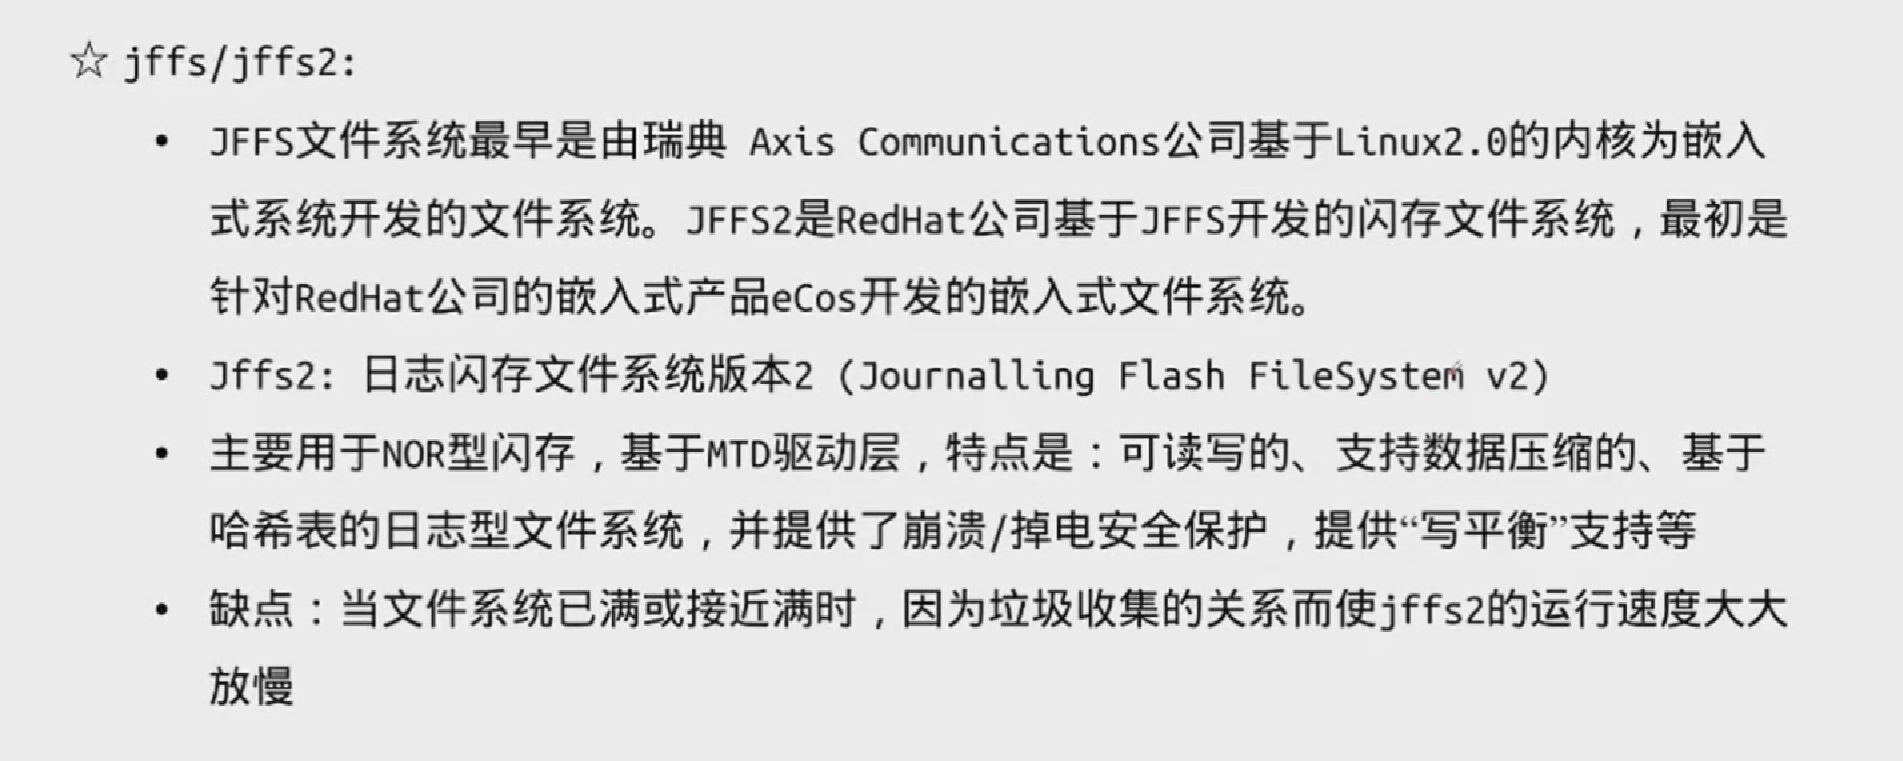 ☆ jffs/jffs2:
• JFFS文件系统最早是由瑞典 Axis Communications公司基于Linux2.0的内核为嵌入
式系统开发的文件系统。JFFS2是RedHat公司基于JFFS开发的闪存文件系统，最初是
针对RedHat公司的嵌入式产品eCos开发的嵌入式文件系统。
• Jffs2: 日志闪存文件系统版本2 (Journalling Flash FileSystem v2)
• 主要用于NOR型闪存，基于MTD驱动层，特点是：可读写的、支持数据压缩的、基于
哈希表的日志型文件系统，并提供了崩溃/掉电安全保护，提供“写平衡”支持等
• 缺点：当文件系统已满或接近满时，因为垃圾收集的关系而使jffs2的运行速度大大
放慢